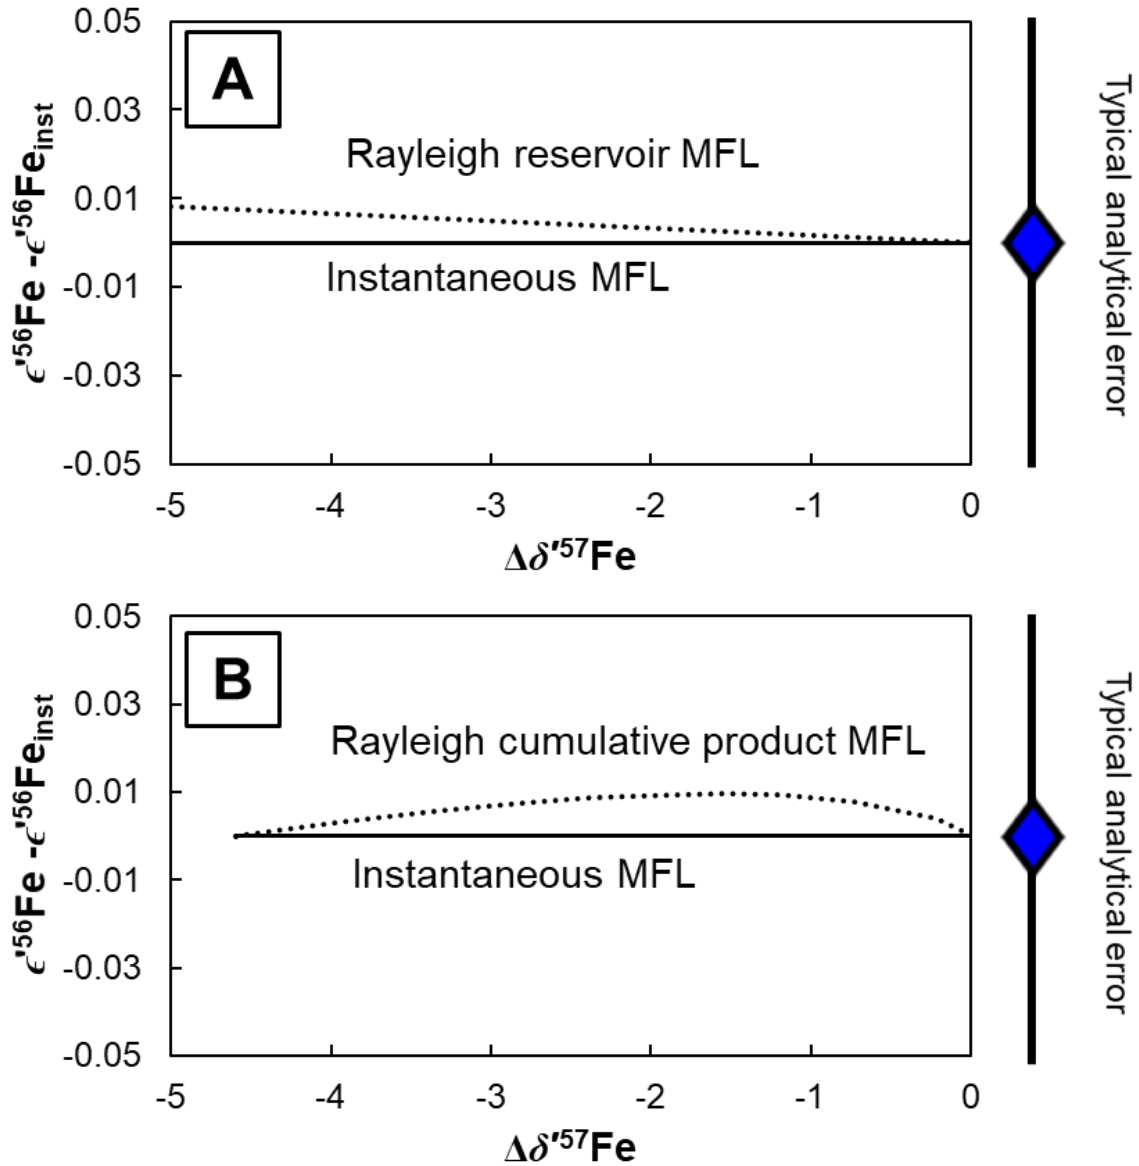 A
0.05
0.03
0.01
-0.01
-0.03
-0.05
ϵ'⁵⁶Fe -ϵ'⁵⁶Feinst
Rayleigh reservoir MFL
Instantaneous MFL
-5 -4 -3 -2 -1 0
Δδ'⁵⁷Fe
Typical analytical error
B
0.05
0.03
0.01
-0.01
-0.03
-0.05
ϵ'⁵⁶Fe -ϵ'⁵⁶Feinst
Rayleigh cumulative product MFL
Instantaneous MFL
-5 -4 -3 -2 -1 0
Δδ'⁵⁷Fe
Typical analytical error